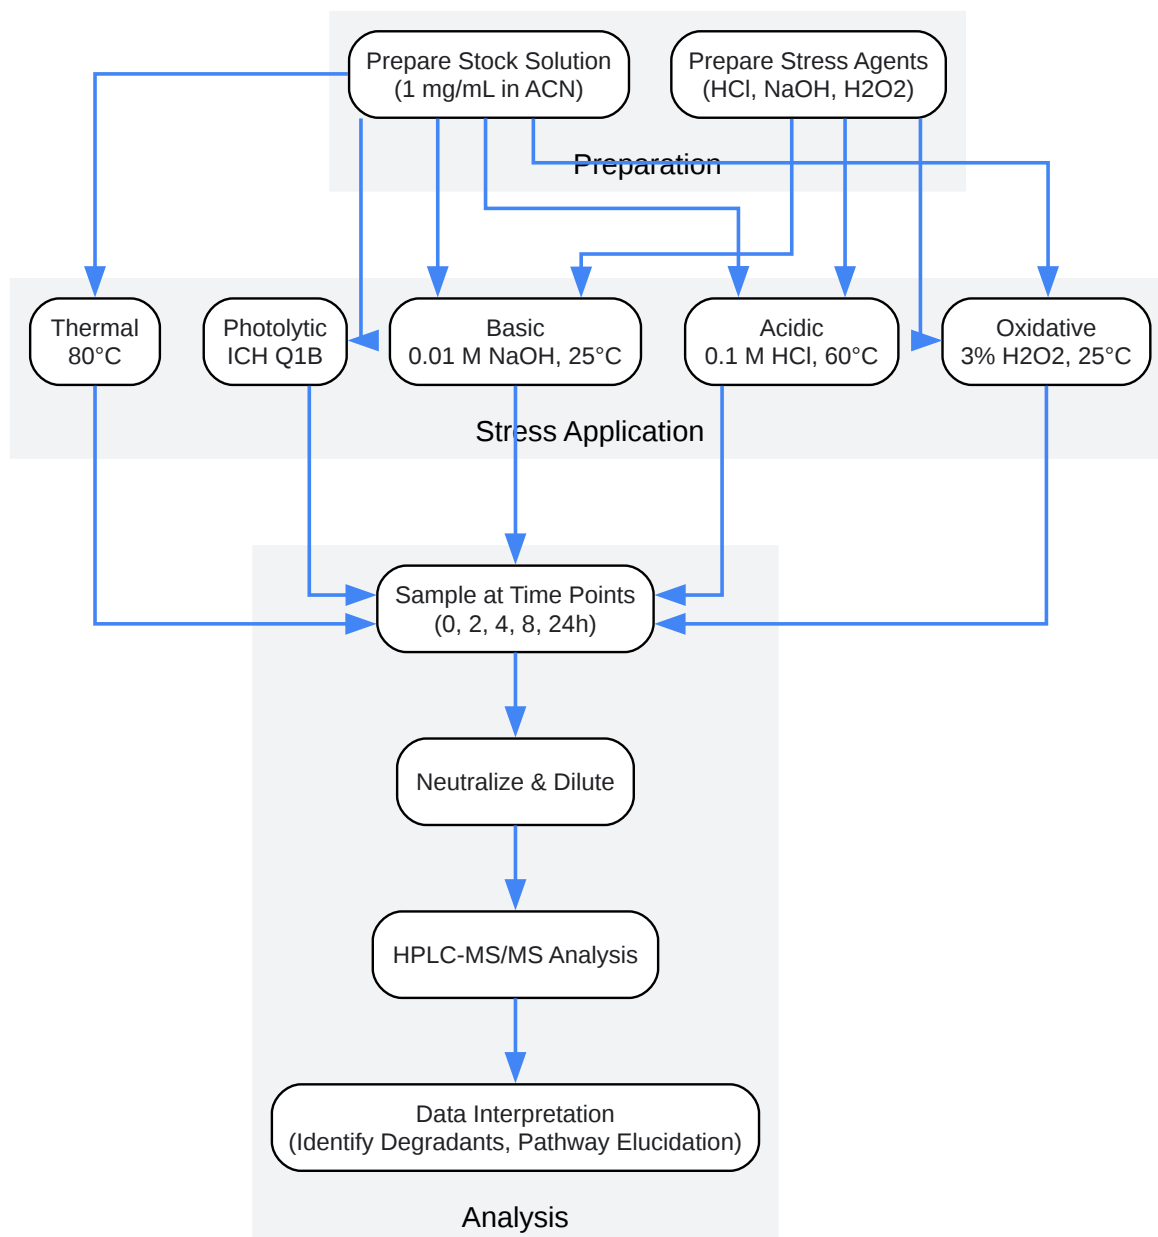 Prepare Stock Solution
(1 mg/mL in ACN)
Prepare Stress Agents
(HCl, NaOH, H2O2)
Preparation
Thermal
80°C
Photolytic
ICH Q1B
Basic
0.01 M NaOH, 25°C
Acidic
0.1 M HCl, 60°C
Oxidative
3% H2O2, 25°C
Stress Application
Sample at Time Points
(0, 2, 4, 8, 24h)
Neutralize & Dilute
HPLC-MS/MS Analysis
Data Interpretation
(Identify Degradants, Pathway Elucidation)
Analysis